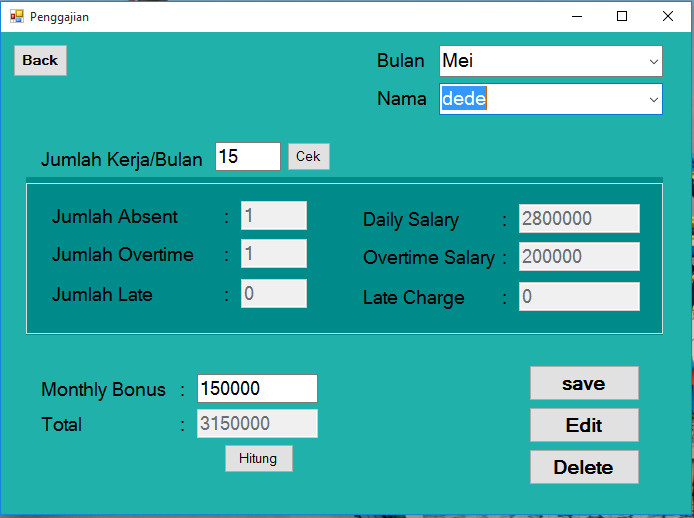 Penggajian
Back
Bulan Mei
Nama dede
Jumlah Kerja/Bulan 15 Cek
Jumlah Absent : 1 Daily Salary : 2800000
Jumlah Overtime : 1 Overtime Salary : 200000
Jumlah Late : 0 Late Charge : 0
Monthly Bonus : 150000
Total : 3150000
Hitung
save
Edit
Delete